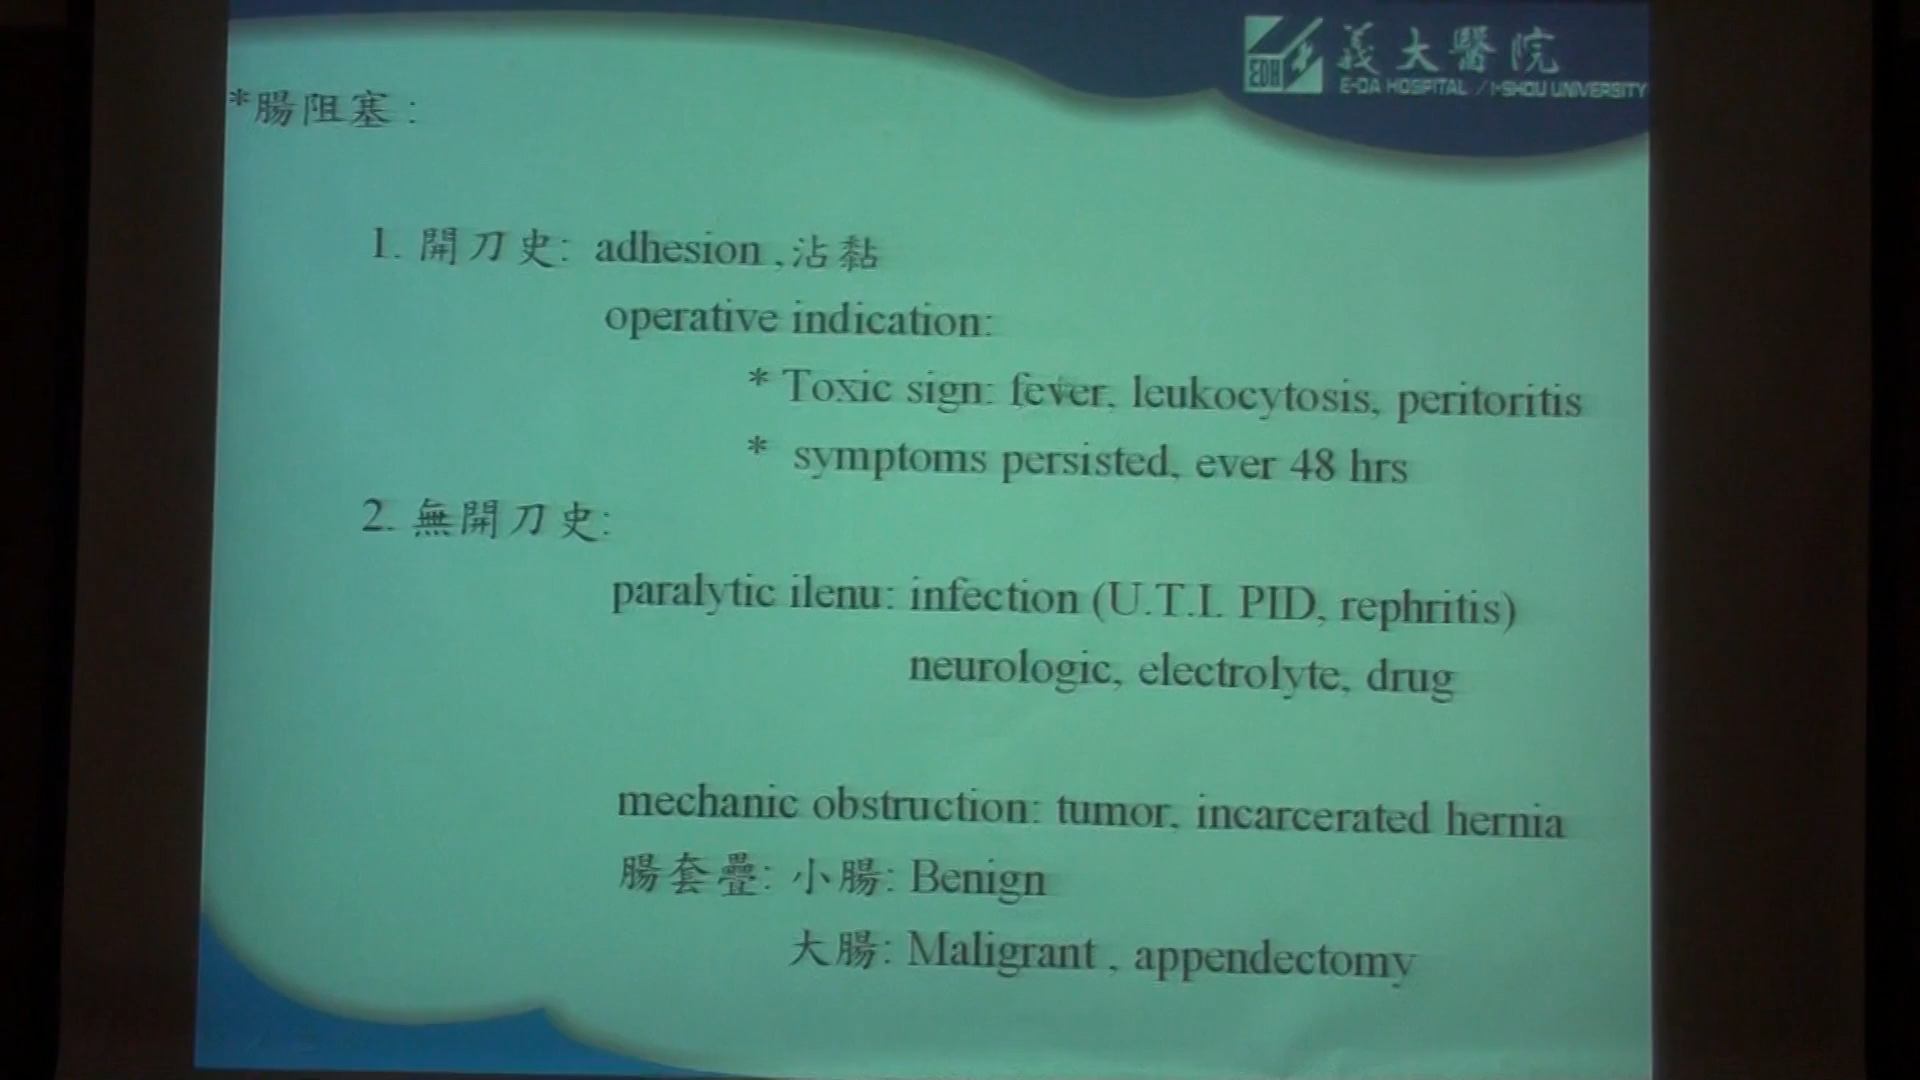 義大醫院
EDH
E-DA HOSPITAL / I-SHOU UNIVERSITY
*腸阻塞 :
1. 開刀史: adhesion ,沾黏
operative indication:
* Toxic sign: fever, leukocytosis, peritoritis
* symptoms persisted, ever 48 hrs
2. 無開刀史:
paralytic ilenu: infection (U.T.I. PID, rephritis)
neurologic, electrolyte, drug
mechanic obstruction: tumor, incarcerated hernia
腸套疊: 小腸: Benign
大腸: Maligrant , appendectomy